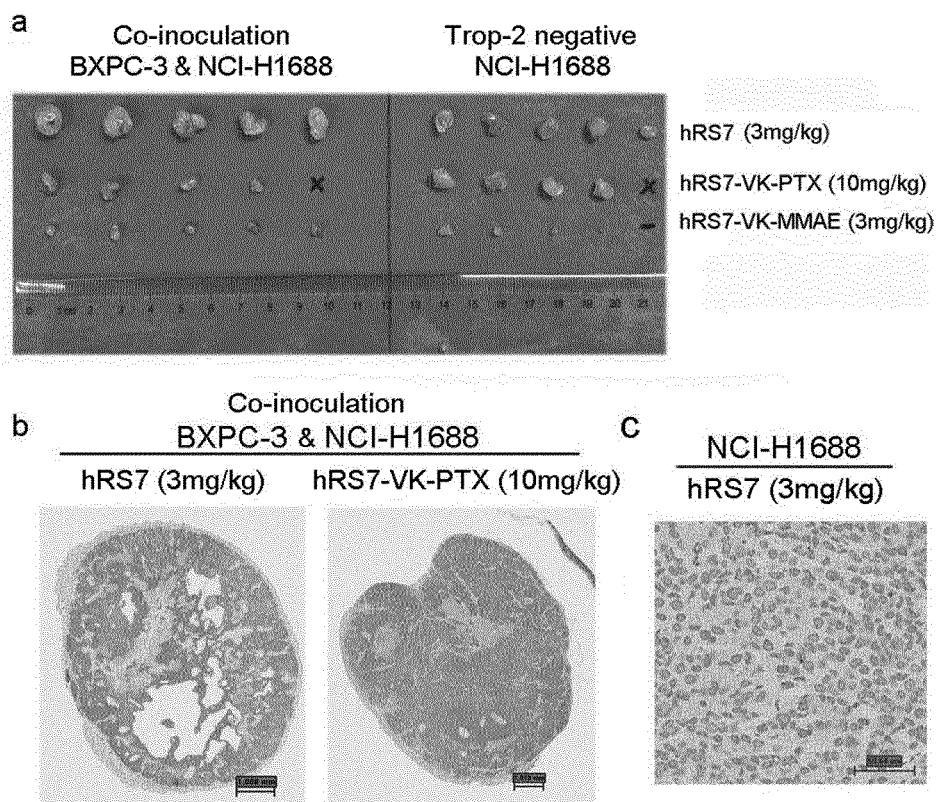 a
Co-inoculation
BXPC-3 & NCI-H1688
Trop-2 negative
NCI-H1688
hRS7 (3mg/kg)
hRS7-VK-PTX (10mg/kg)
hRS7-VK-MMAE (3mg/kg)
b
Co-inoculation
BXPC-3 & NCI-H1688
hRS7 (3mg/kg)
hRS7-VK-PTX (10mg/kg)
c
NCI-H1688
hRS7 (3mg/kg)